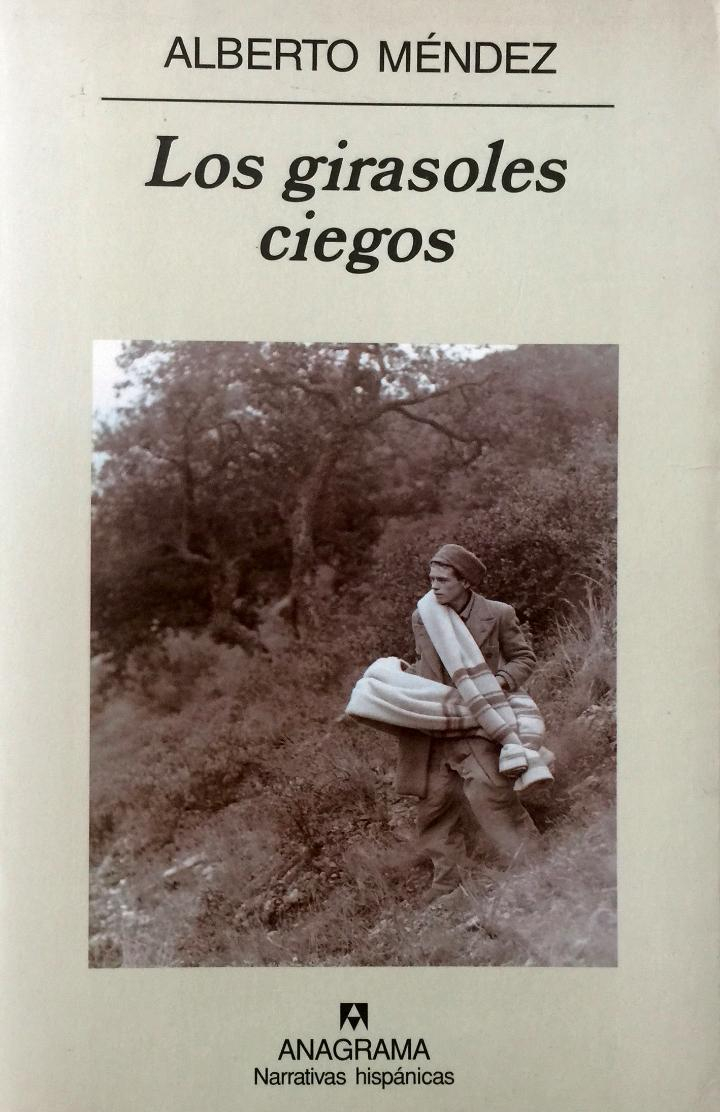 ALBERTO MÉNDEZ
Los girasoles
ciegos
ANAGRAMA
Narrativas hispánicas